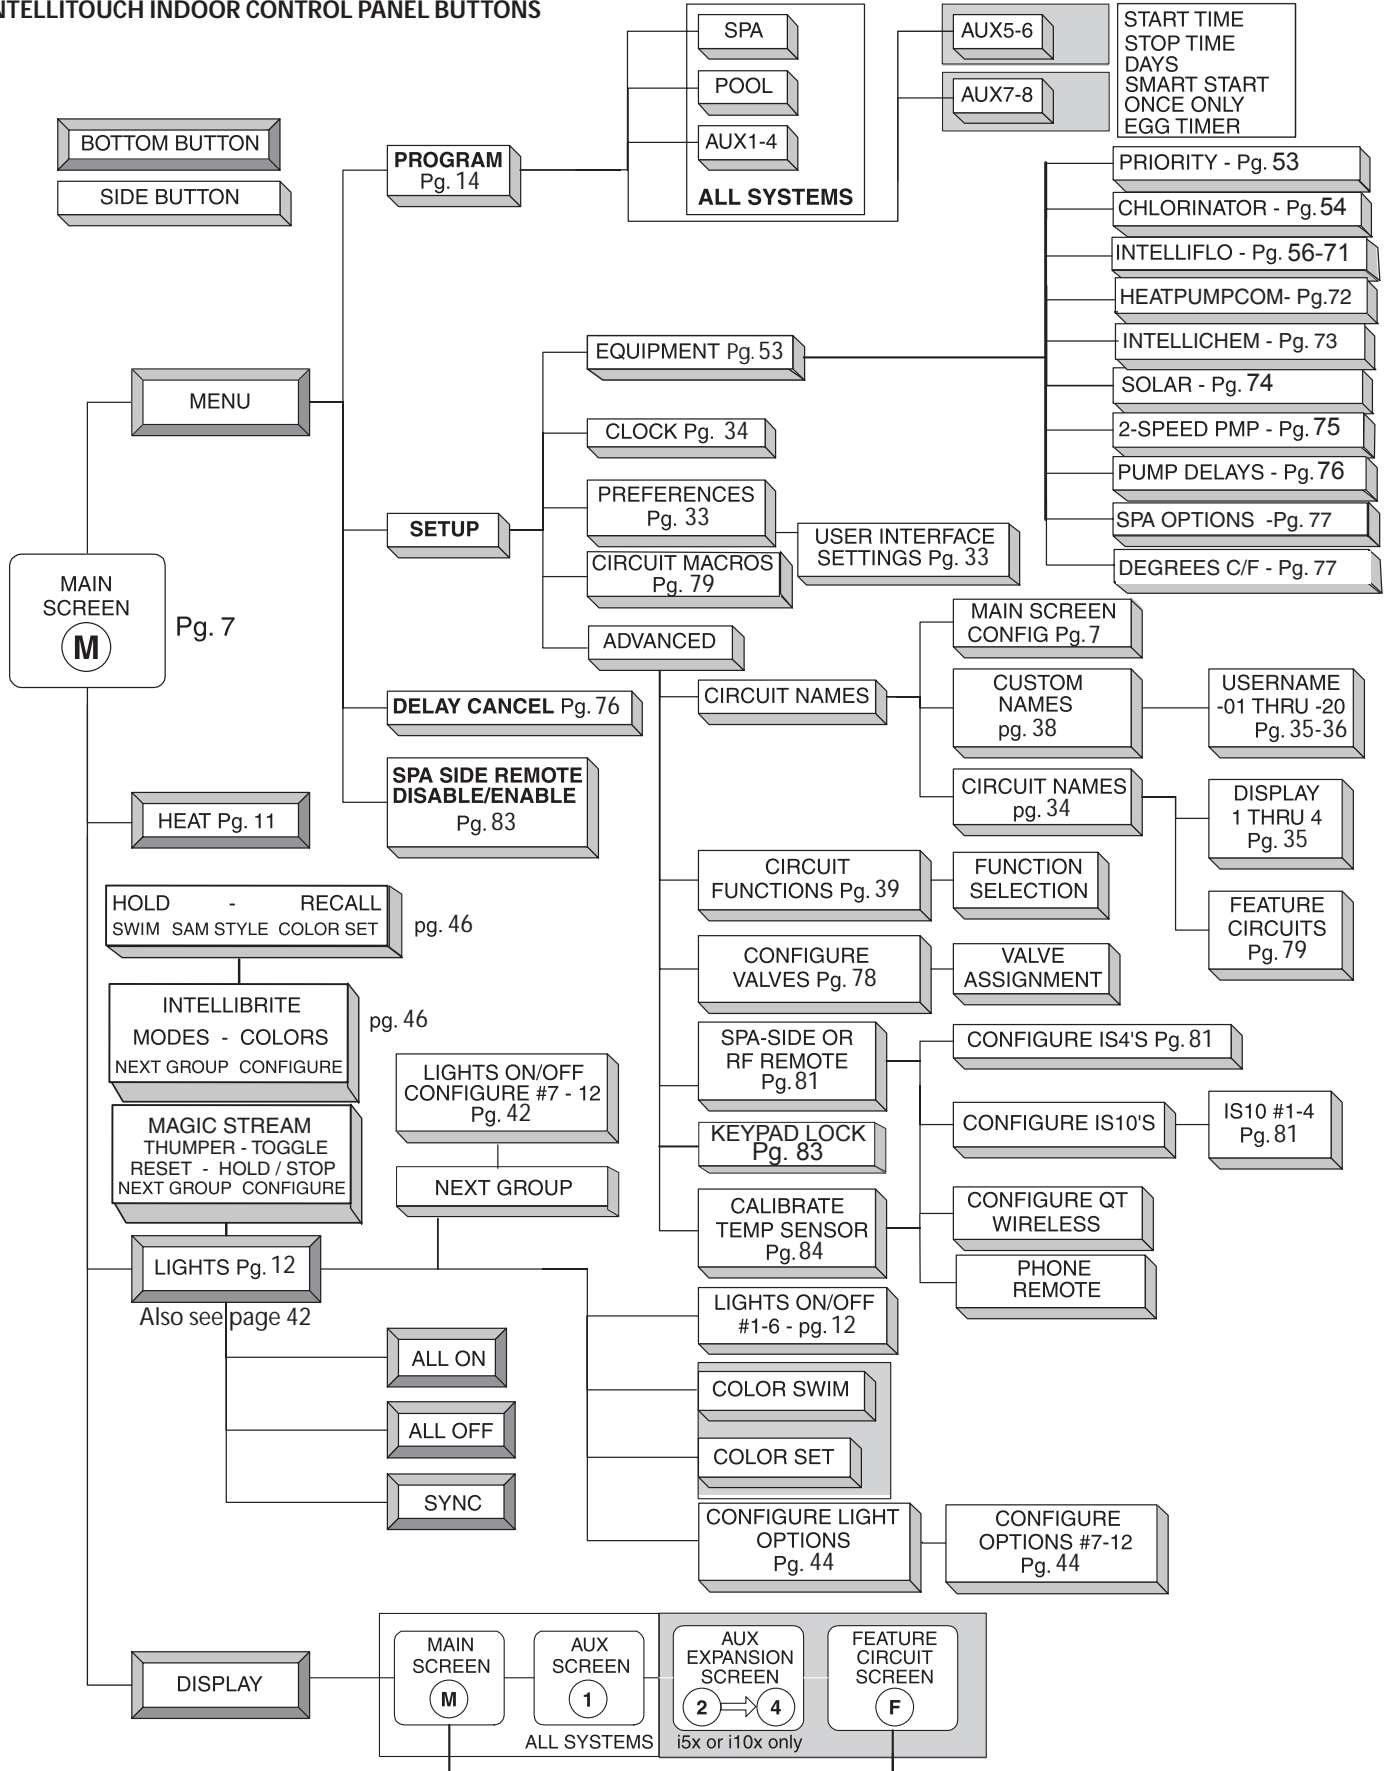 NTELLITOUCH INDOOR CONTROL PANEL BUTTONS
BOTTOM BUTTON
SIDE BUTTON
PROGRAM
Pg. 14
SPA
POOL
AUX1-4
ALL SYSTEMS
AUX5-6
AUX7-8
START TIME
STOP TIME
DAYS
SMART START
ONCE ONLY
EGG TIMER
PRIORITY - Pg. 53
CHLORINATOR - Pg. 54
INTELLIFLO - Pg. 56-71
HEATPUMPCOM- Pg.72
INTELLICHEM - Pg. 73
SOLAR - Pg. 74
2-SPEED PMP - Pg. 75
PUMP DELAYS - Pg. 76
SPA OPTIONS -Pg. 77
DEGREES C/F - Pg. 77
MENU
EQUIPMENT Pg. 53
CLOCK Pg. 34
PREFERENCES
Pg. 33
USER INTERFACE
SETTINGS Pg. 33
CIRCUIT MACROS
Pg. 79
ADVANCED
SETUP
MAIN
SCREEN
M
Pg. 7
DELAY CANCEL Pg. 76
SPA SIDE REMOTE
DISABLE/ENABLE
Pg. 83
CIRCUIT NAMES
MAIN SCREEN
CONFIG Pg. 7
CUSTOM
NAMES
pg. 38
USERNAME
-01 THRU -20
Pg. 35-36
CIRCUIT NAMES
pg. 34
DISPLAY
1 THRU 4
Pg. 35
FEATURE
CIRCUITS
Pg. 79
HEAT Pg. 11
CIRCUIT
FUNCTIONS Pg. 39
FUNCTION
SELECTION
HOLD - RECALL
SWIM SAM STYLE COLOR SET
pg. 46
CONFIGURE
VALVES Pg. 78
VALVE
ASSIGNMENT
INTELLIBRITE
MODES - COLORS
NEXT GROUP CONFIGURE
pg. 46
SPA-SIDE OR
RF REMOTE
Pg.81
CONFIGURE IS4'S Pg. 81
CONFIGURE IS10'S
IS10 #1-4
Pg. 81
LIGHTS ON/OFF
CONFIGURE #7 - 12
Pg. 42
NEXT GROUP
MAGIC STREAM
THUMPER - TOGGLE
RESET - HOLD / STOP
NEXT GROUP CONFIGURE
KEYPAD LOCK
Pg. 83
CALIBRATE
TEMP SENSOR
Pg.84
CONFIGURE QT
WIRELESS
PHONE
REMOTE
LIGHTS Pg. 12
Also see page 42
LIGHTS ON/OFF
#1-6 - pg. 12
ALL ON
ALL OFF
SYNC
COLOR SWIM
COLOR SET
CONFIGURE LIGHT
OPTIONS
Pg. 44
CONFIGURE
OPTIONS #7-12
Pg. 44
DISPLAY
MAIN
SCREEN
M
AUX
SCREEN
1
ALL SYSTEMS
AUX
EXPANSION
SCREEN
2 4
i5x or i10x only
FEATURE
CIRCUIT
SCREEN
F